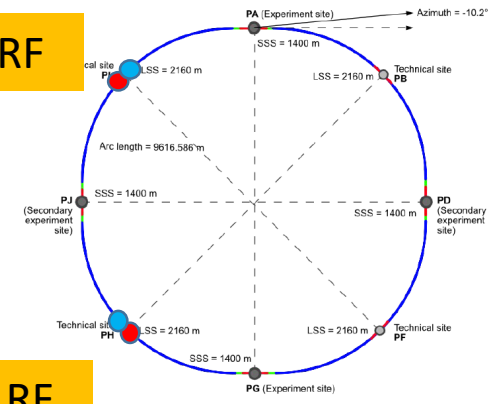 PA (Experiment site)
Azimuth = -10.2°
RF
SSS = 1400 m
cal site
LSS = 2160 m
LSS = 2160 m
Technical site
PB
Arc length = 9616.586 m
PJ
(Secondary
experiment
site)
SSS = 1400 m
SSS = 1400 m
PD
(Secondary
experiment
site)
Technical sit
PH
LSS = 2160 m
LSS = 2160 m
Technical site
PF
SSS = 1400 m
RF
PG (Experiment site)